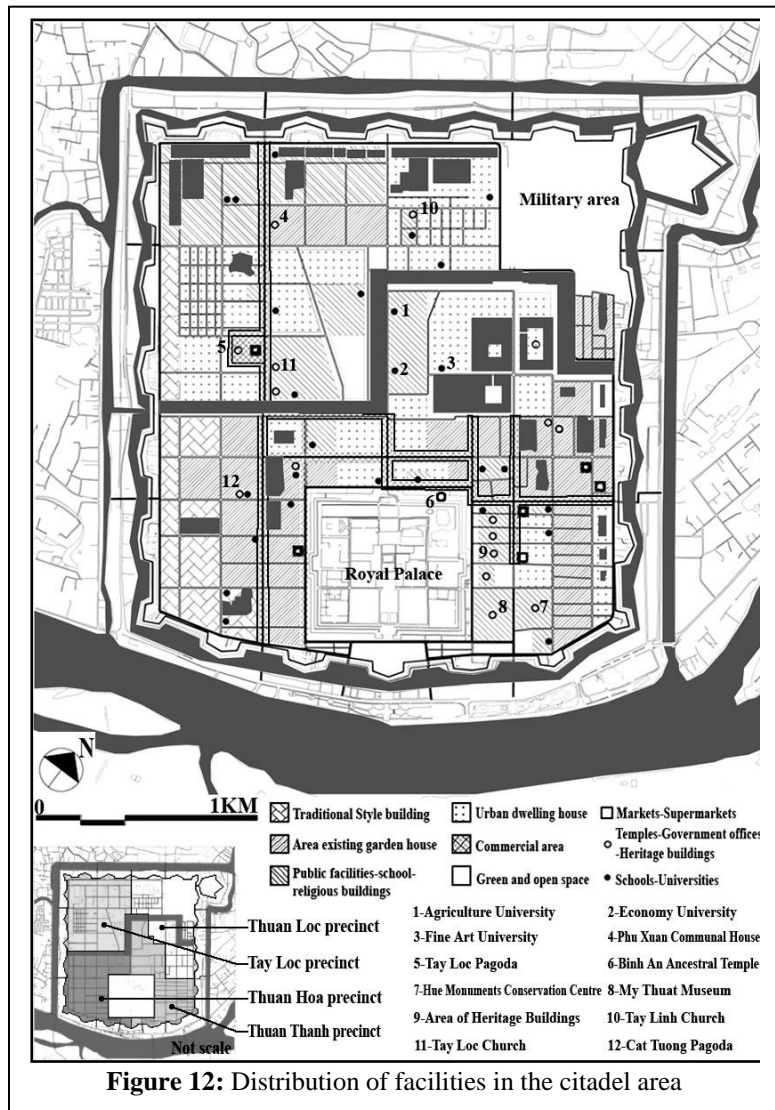 Military area
4
10
1
5
11
2
3
12
6
Royal Palace
9
8
7
N
0 1KM
Traditional Style building
Urban dwelling house
Markets-Supermarkets
Area existing garden house
Commercial area
Temples-Government offices
-Heritage buildings
Public facilities-school-
religious buildings
Green and open space
Schools-Universities
1-Agriculture University
2-Economy University
3-Fine Art University
4-Phu Xuan Communal House
5-Tay Loc Pagoda
6-Binh An Ancestral Temple
7-Hue Monuments Conservation Centre
8-My Thuat Museum
9-Area of Heritage Buildings
10-Tay Linh Church
11-Tay Loc Church
12-Cat Tuong Pagoda
Thuan Loc precinct
Tay Loc precinct
Thuan Hoa precinct
Thuan Thanh precinct
Not scale
Figure 12: Distribution of facilities in the citadel area